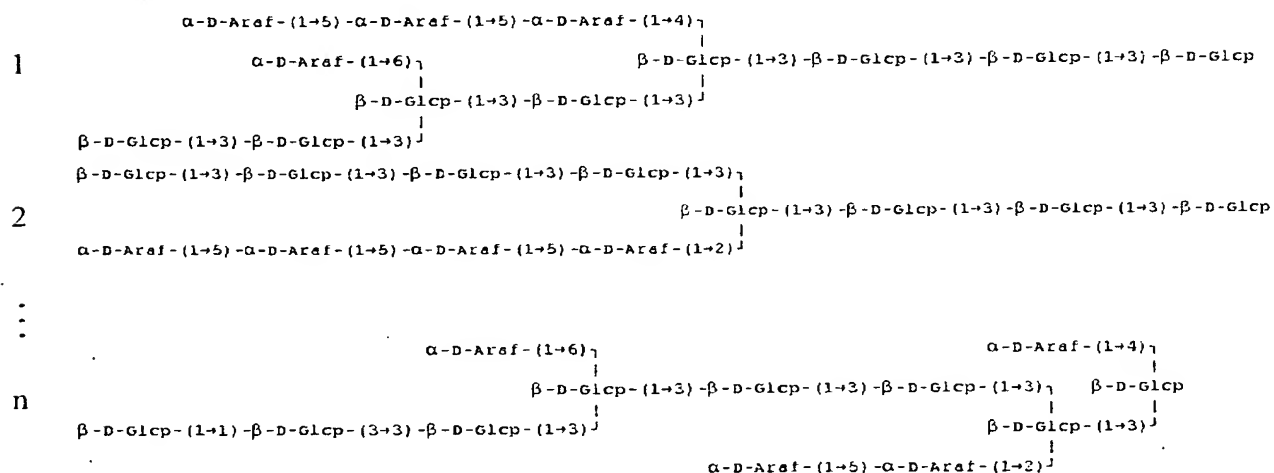 α-D-Araf-(1→5)-α-D-Araf-(1→5)-α-D-Araf-(1→4)
1 α-D-Araf-(1→6) β-D-Glcp-(1→3)-β-D-Glcp-(1→3)-β-D-Glcp-(1→3)-β-D-Glcp
β-D-Glcp-(1→3)-β-D-Glcp-(1→3)
β-D-Glcp-(1→3)-β-D-Glcp-(1→3)
β-D-Glcp-(1→3)-β-D-Glcp-(1→3)-β-D-Glcp-(1→3)-β-D-Glcp-(1→3)
2 β-D-Glcp-(1→3)-β-D-Glcp-(1→3)-β-D-Glcp-(1→3)-β-D-Glcp
α-D-Araf-(1→5)-α-D-Araf-(1→5)-α-D-Araf-(1→5)-α-D-Araf-(1→2)
α-D-Araf-(1→6) α-D-Araf-(1→4)
n β-D-Glcp-(1→3)-β-D-Glcp-(1→3)-β-D-Glcp-(1→3) β-D-Glcp
β-D-Glcp-(1→1)-β-D-Glcp-(3→3)-β-D-Glcp-(1→3) β-D-Glcp-(1→3)
α-D-Araf-(1→5)-α-D-Araf-(1→2)